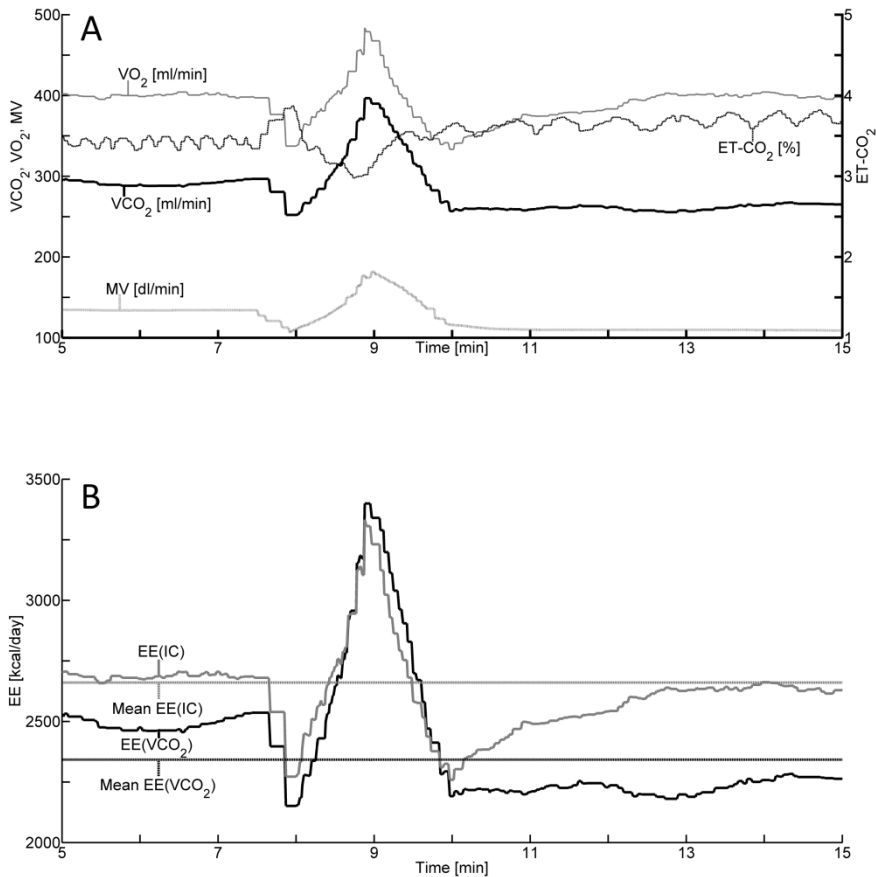 A
500
400
300
200
100
VCO₂, VO₂, MV
5
4
3
2
1
ET-CO₂
VO₂ [ml/min]
ET-CO₂ [%]
VCO₂ [ml/min]
MV [dl/min]
5 7 9 11 13 15
Time [min]
B
3500
3000
2500
2000
EE [kcal/day]
EE(IC)
Mean EE(IC)
EE(VCO₂)
Mean EE(VCO₂)
5 7 9 11 13 15
Time [min]